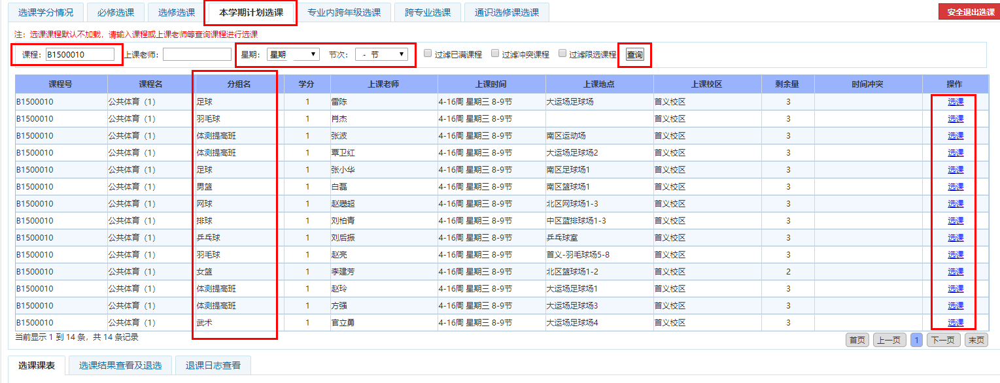 选课学分情况 必修选课 选修选课 本学期计划选课 专业内跨年级选课 跨专业选课 通识选修课选课 安全退出选课
注：选课课程默认不加载，请输入课程或上课老师等查询课程进行选课
课程： B1500010 上课老师： 星期： 星期 节次： - 节 过滤已满课程 过滤冲突课程 过滤限选课程 查询
课程号 课程名 分组名 学分 上课老师 上课时间 上课地点 上课校区 剩余量 时间冲突 操作
B1500010 公共体育（1） 足球 1 雷陈 4-16周 星期三 8-9节 大运场足球场 首义校区 3 选课
B1500010 公共体育（1） 羽毛球 1 肖杰 4-16周 星期三 8-9节 首义校区 3 选课
B1500010 公共体育（1） 体测提高班 1 张波 4-16周 星期三 8-9节 南区运动场 首义校区 3 选课
B1500010 公共体育（1） 体测提高班 1 覃卫红 4-16周 星期三 8-9节 大运场足球场2 首义校区 3 选课
B1500010 公共体育（1） 足球 1 张小华 4-16周 星期三 8-9节 南区足球场1 首义校区 3 选课
B1500010 公共体育（1） 男篮 1 白磊 4-16周 星期三 8-9节 南区篮球场1 首义校区 3 选课
B1500010 公共体育（1） 网球 1 4-16周 星期三 8-9节 北区网球场1-3 首义校区 3 选课
B1500010 公共体育（1） 排球 1 刘柏青 4-16周 星期三 8-9节 中区蓝排球场1-3 首义校区 3 选课
B1500010 公共体育（1） 乒乓球 1 刘后振 4-16周 星期三 8-9节 乒乓球室 首义校区 3 选课
B1500010 公共体育（1） 羽毛球 1 赵亮 4-16周 星期三 8-9节 首义-羽毛球场5-8 首义校区 3 选课
B1500010 公共体育（1） 女篮 1 李建芳 4-16周 星期三 8-9节 北区篮球场1-2 首义校区 2 选课
B1500010 公共体育（1） 体测提高班 1 赵玲 4-16周 星期三 8-9节 大运场足球场1 首义校区 3 选课
B1500010 公共体育（1） 体测提高班 1 方强 4-16周 星期三 8-9节 大运场足球场3 首义校区 3 选课
B1500010 公共体育（1） 武术 1 官立勇 4-16周 星期三 8-9节 大运场足球场4 首义校区 3 选课
当前显示 1 到 14 条，共 14 条记录 首页 上一页 1 下一页 末页
选课课表 选课结果查看及退选 退课日志查看